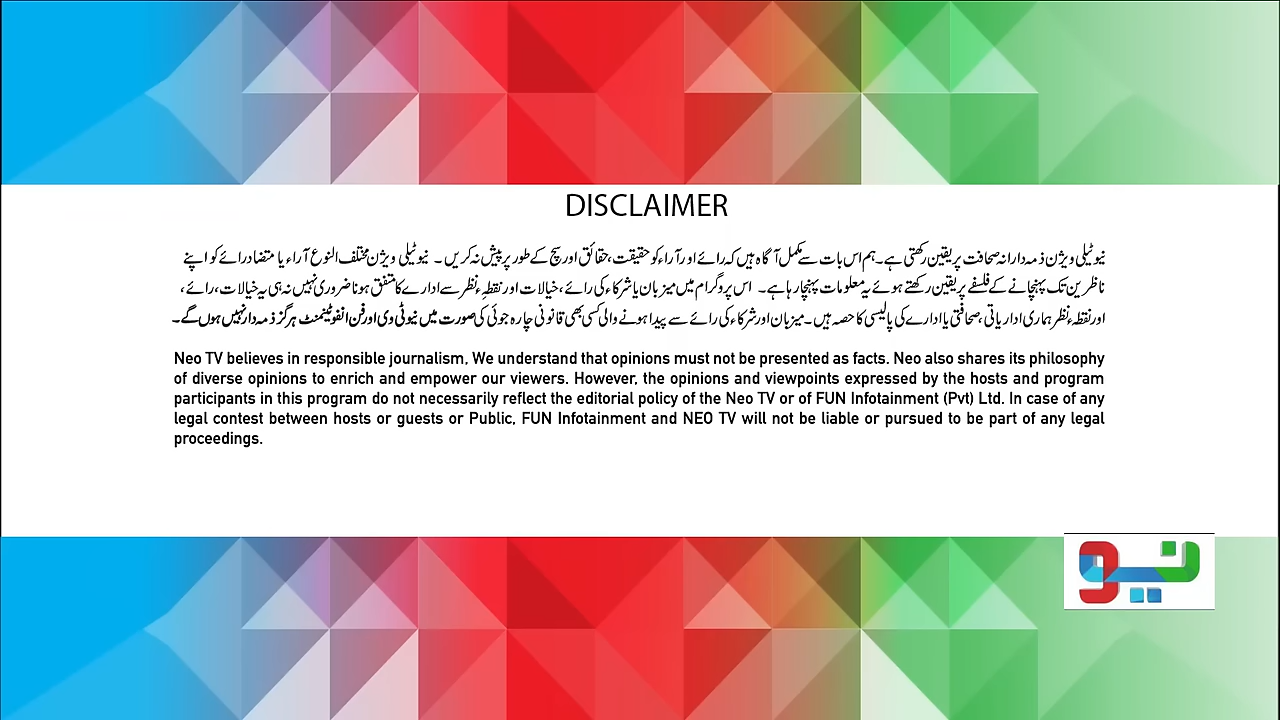 DISCLAIMER
نیو ٹیلی ویژن ذمہ دارانہ صحافت پر یقین رکھتی ہے۔ ہم اس بات سے مکمل آگاہ ہیں کہ رائے اور آراء کو حقیقت، حقائق اور سچ کے طور پر پیش نہ کریں ۔ نیو ٹیلی ویژن مختلف النوع آراء یا متضاد رائے کو اپنے
ناظرین تک پہنچانے کے فلسفے پر یقین رکھتے ہوئے یہ معلومات پہنچا رہا ہے۔ اس پروگرام میں میزبان یا شرکاء کی رائے، خیالات اور نقطہء نظر سے ادارے کا متفق ہونا ضروری نہیں نہ ہی یہ خیالات، رائے،
اور نقطہء نظر ہماری اداریاتی، صحافتی یا ادارے کی پالیسی کا حصہ ہیں۔ میزبان اور شرکاء کی رائے سے پیدا ہونے والی کسی بھی قانونی چارہ جوئی کی صورت میں نیو ٹی وی اور فن انفوٹینمنٹ ہرگز ذمہ دار نہیں ہوں گے۔
Neo TV believes in responsible journalism, We understand that opinions must not be presented as facts. Neo also shares its philosophy
of diverse opinions to enrich and empower our viewers. However, the opinions and viewpoints expressed by the hosts and program
participants in this program do not necessarily reflect the editorial policy of the Neo TV or of FUN Infotainment (Pvt) Ltd. In case of any
legal contest between hosts or guests or Public, FUN Infotainment and NEO TV will not be liable or pursued to be part of any legal
proceedings.
نیو